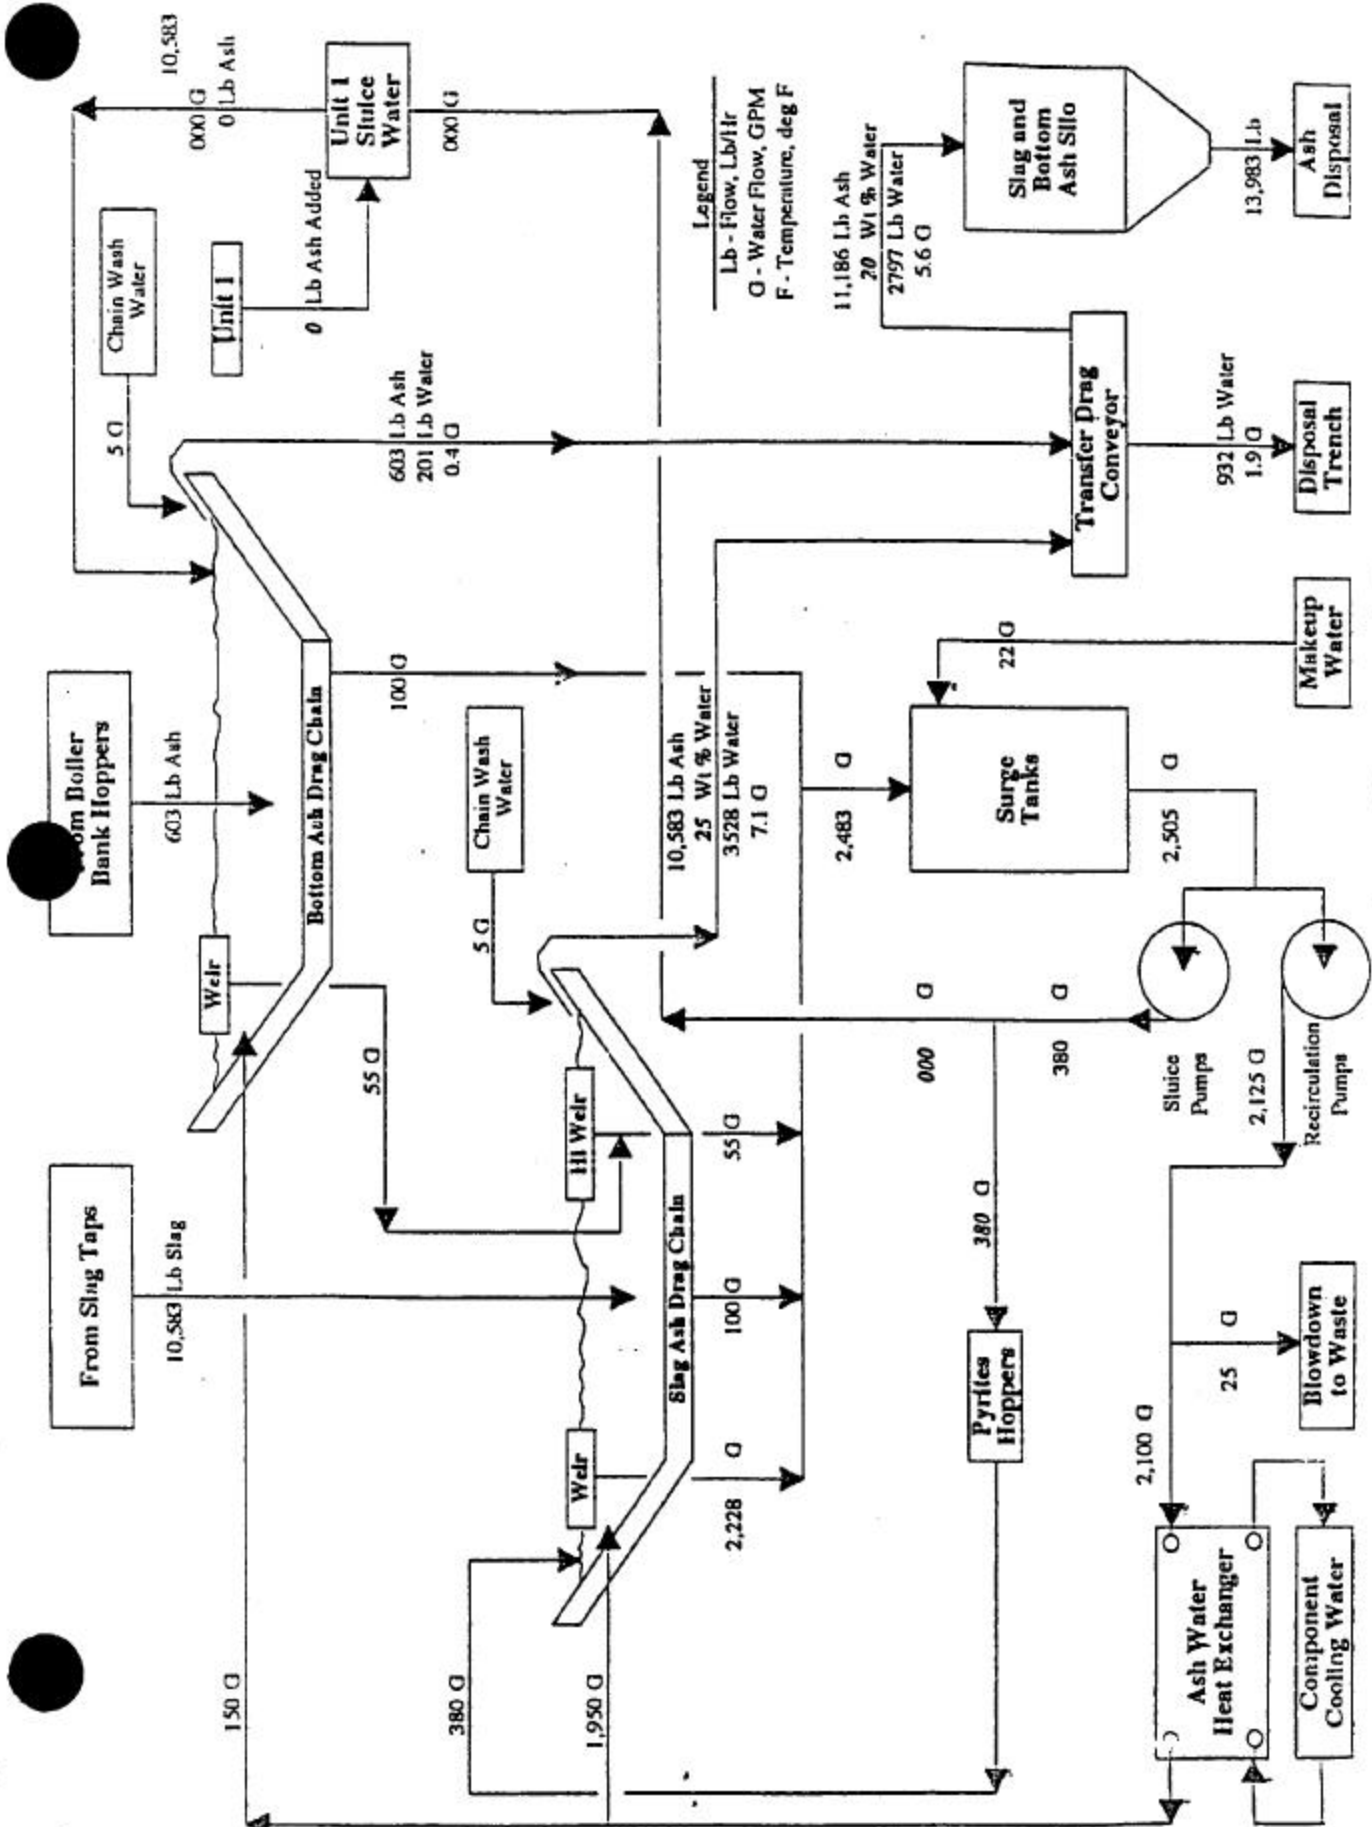 10,583
000 G
0 Lb Ash
Unit 1
Sluice
Water
000 G
Chain Wash
Water
5 G
Unit 1
0 Lb Ash Added
From Boiler
Bank Hoppers
603 Lb Ash
Weir
Bottom Ash Drag Chain
55 G
100 G
603 Lb Ash
201 Lb Water
0.4 G
Legend
Lb - Flow, Lb/Hr
G - Water Flow, GPM
F - Temperature, deg F
From Slag Taps
10,583 Lb Slag
150 G
Chain Wash
Water
5 G
Hi Weir
Weir
Slag Ash Drag Chain
380 G
1,950 G
2,228 G
100 G
55 G
10,583 Lb Ash
25 Wt % Water
3528 Lb Water
7.1 G
11,186 Lb Ash
20 Wt % Water
2797 Lb Water
5.6 G
Slag and
Bottom
Ash Silo
13,983 Lb
Ash
Disposal
Transfer Drag
Conveyor
932 Lb Water
1.9 G
Disposal
Trench
2,483 G
Surge
Tanks
22 G
Makeup
Water
2,505 G
000 G
380 G
380 G
Pyrites
Hoppers
Sluice
Pumps
2,125 G
Recirculation
Pumps
2,100 G
25 G
Blowdown
to Waste
Ash Water
Heat Exchanger
Component
Cooling Water